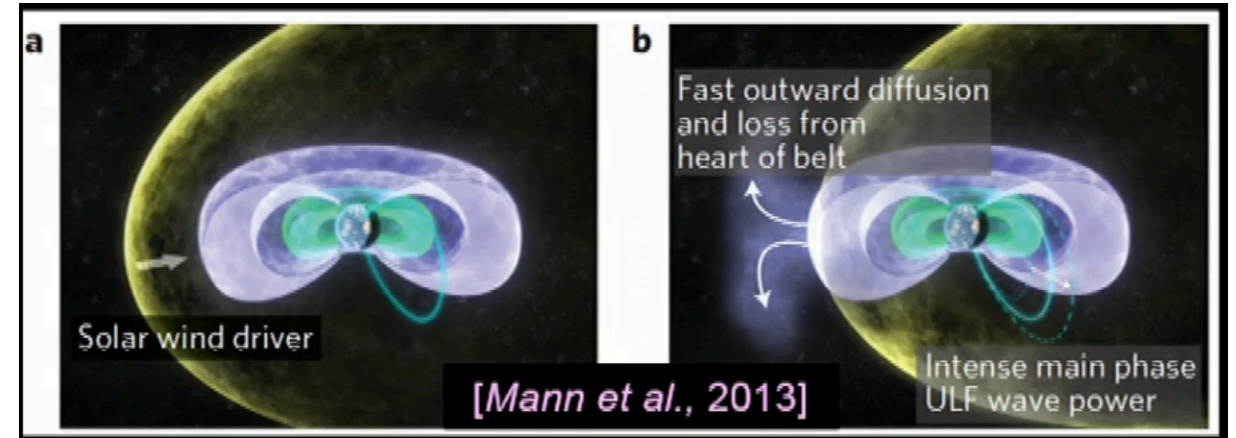 a
Solar wind driver
b
Fast outward diffusion
and loss from
heart of belt
Intense main phase
ULF wave power
[Mann et al., 2013]